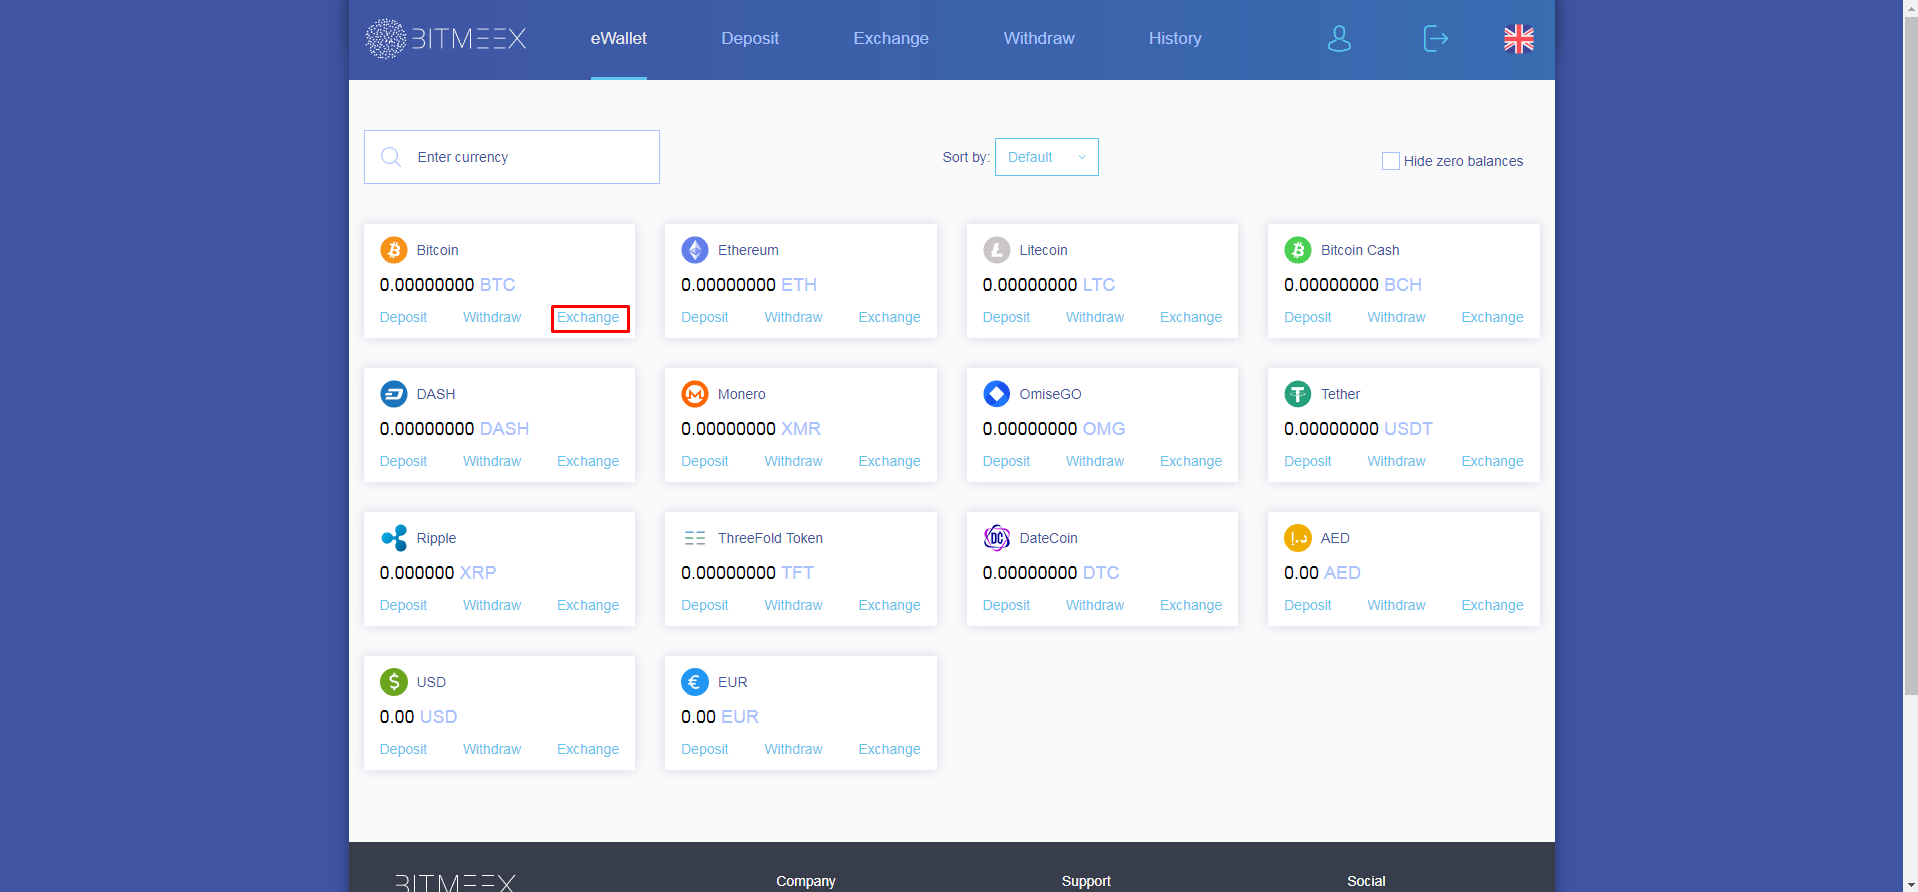 BITMEEX eWallet Deposit Exchange Withdraw History
Enter currency Sort by: Default Hide zero balances
Bitcoin Ethereum Litecoin Bitcoin Cash
0.00000000 BTC 0.00000000 ETH 0.00000000 LTC 0.00000000 BCH
Deposit Withdraw Exchange Deposit Withdraw Exchange Deposit Withdraw Exchange Deposit Withdraw Exchange
DASH Monero OmiseGO Tether
0.00000000 DASH 0.00000000 XMR 0.00000000 OMG 0.00000000 USDT
Deposit Withdraw Exchange Deposit Withdraw Exchange Deposit Withdraw Exchange Deposit Withdraw Exchange
Ripple ThreeFold Token DC DateCoin د.إ AED
0.000000 XRP 0.00000000 TFT 0.00000000 DTC 0.00 AED
Deposit Withdraw Exchange Deposit Withdraw Exchange Deposit Withdraw Exchange Deposit Withdraw Exchange
$ USD € EUR
0.00 USD 0.00 EUR
Deposit Withdraw Exchange Deposit Withdraw Exchange
BITMEEX Company Support Social